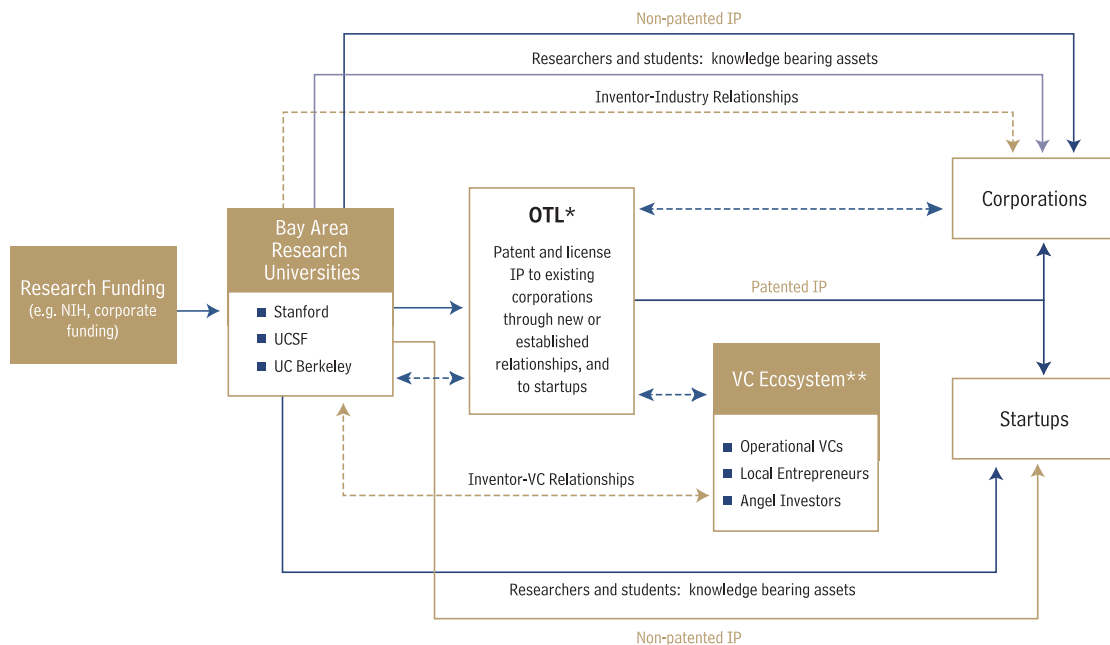 Non-patented IP
Researchers and students: knowledge bearing assets
Inventor-Industry Relationships
Research Funding
(e.g. NIH, corporate
funding)
Bay Area
Research
Universities
Stanford
UCSF
UC Berkeley
OTL*
Patent and license
IP to existing
corporations
through new or
established
relationships, and
to startups
Corporations
Patented IP
VC Ecosystem**
Operational VCs
Local Entrepreneurs
Angel Investors
Startups
Inventor-VC Relationships
Researchers and students: knowledge bearing assets
Non-patented IP